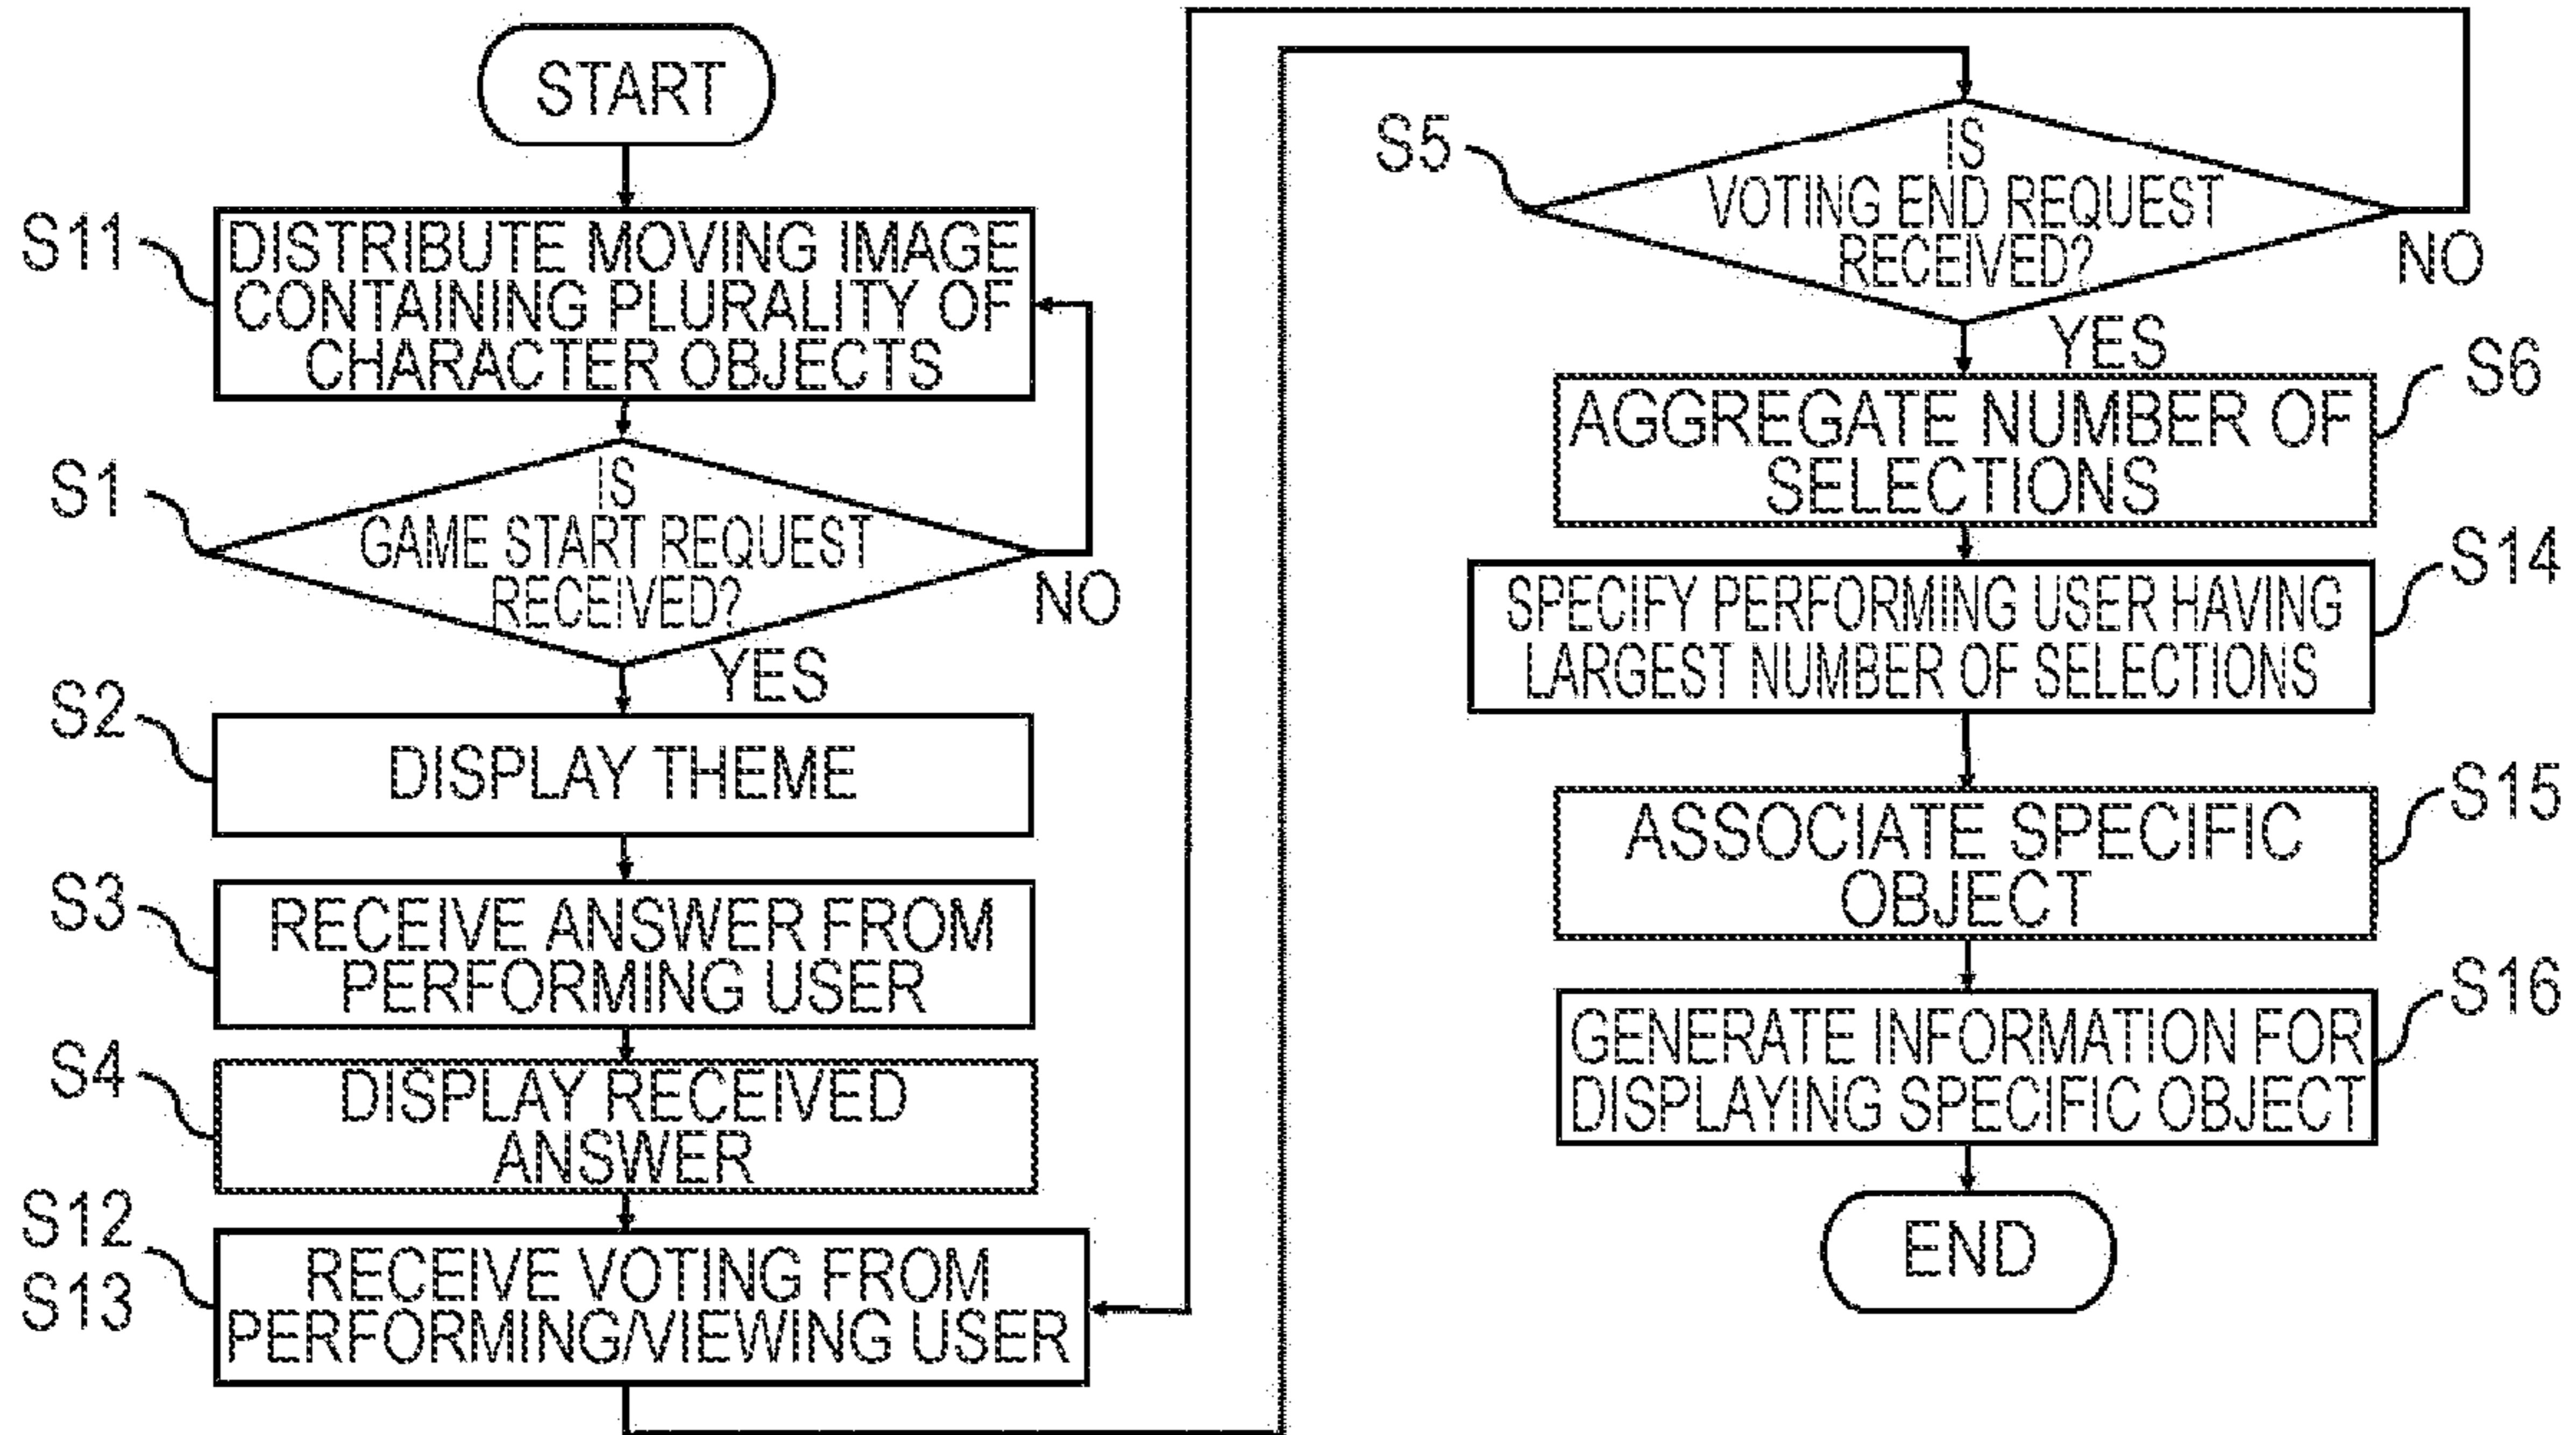 START
S11
DISTRIBUTE MOVING IMAGE
CONTAINING PLURALITY OF
CHARACTER OBJECTS
S1
IS
GAME START REQUEST
RECEIVED?
NO
YES
S2
DISPLAY THEME
S3
RECEIVE ANSWER FROM
PERFORMING USER
S4
DISPLAY RECEIVED
ANSWER
S12
S13
RECEIVE VOTING FROM
PERFORMING/VIEWING USER
S5
IS
VOTING END REQUEST
RECEIVED?
NO
YES
S6
AGGREGATE NUMBER OF
SELECTIONS
S14
SPECIFY PERFORMING USER HAVING
LARGEST NUMBER OF SELECTIONS
S15
ASSOCIATE SPECIFIC
OBJECT
S16
GENERATE INFORMATION FOR
DISPLAYING SPECIFIC OBJECT
END